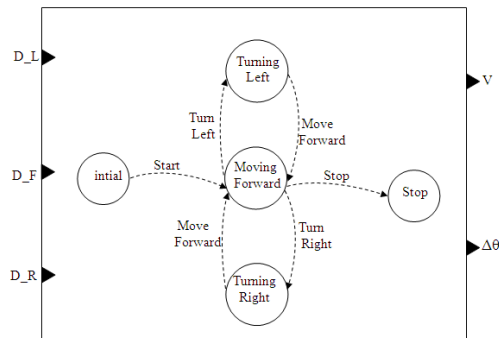 D_L
Turning
Left
V
Turn
Left
Move
Forward
D_F
intial
Start
Moving
Forward
Stop
Stop
Move
Forward
Turn
Right
Δθ
D_R
Turning
Right